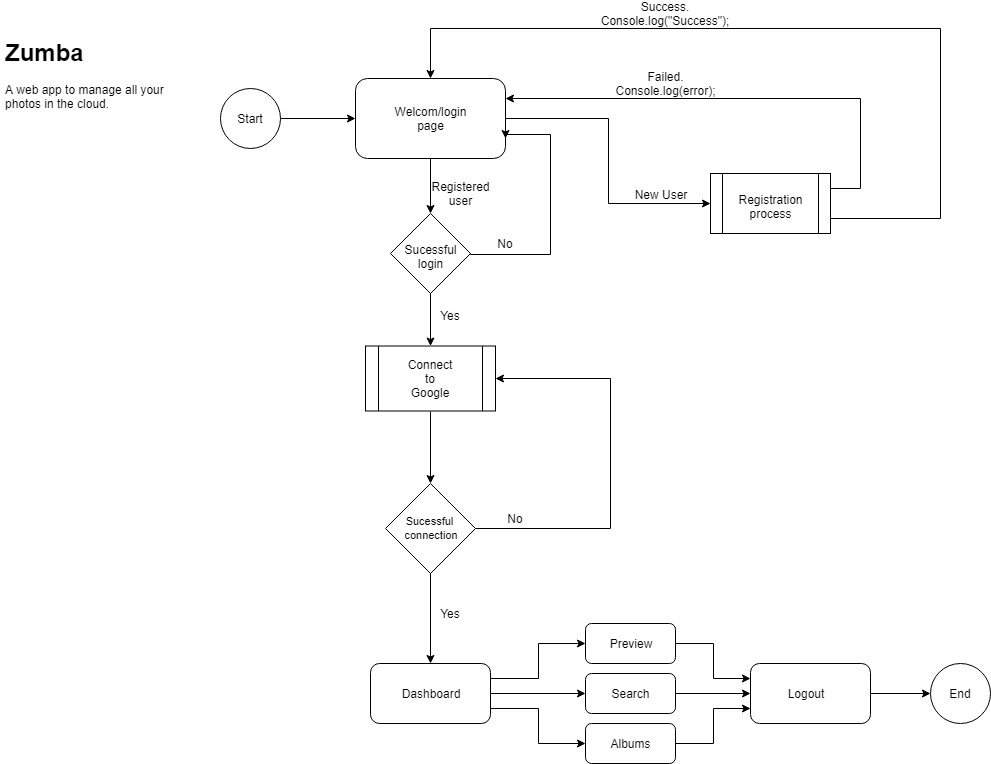 Zumba
A web app to manage all your
photos in the cloud.
Success.
Console.log("Success");
Failed.
Console.log(error);
Start
Welcom/login
page
Registered
user
New User
Registration
process
Sucessful
login
No
Yes
Connect
to
Google
Sucessful
connection
No
Yes
Dashboard
Preview
Search
Albums
Logout
End